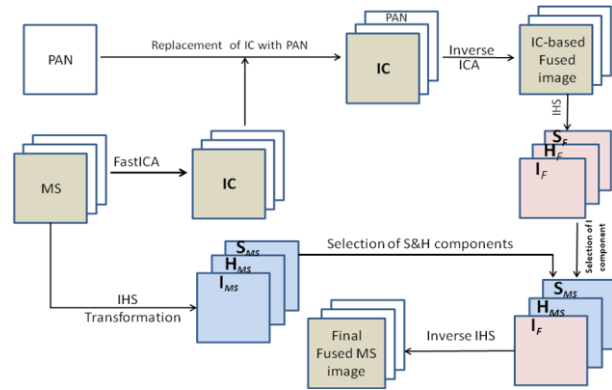 PAN
Replacement of IC with PAN
PAN
IC
Inverse
ICA
IC-based
Fused
image
IHS
MS
FastICA
IC
S_F
H_F
I_F
Selection of I
component
S_MS
H_MS
I_MS
Selection of S&H components
IHS
Transformation
S_MS
H_MS
I_F
Inverse IHS
Final
Fused MS
image